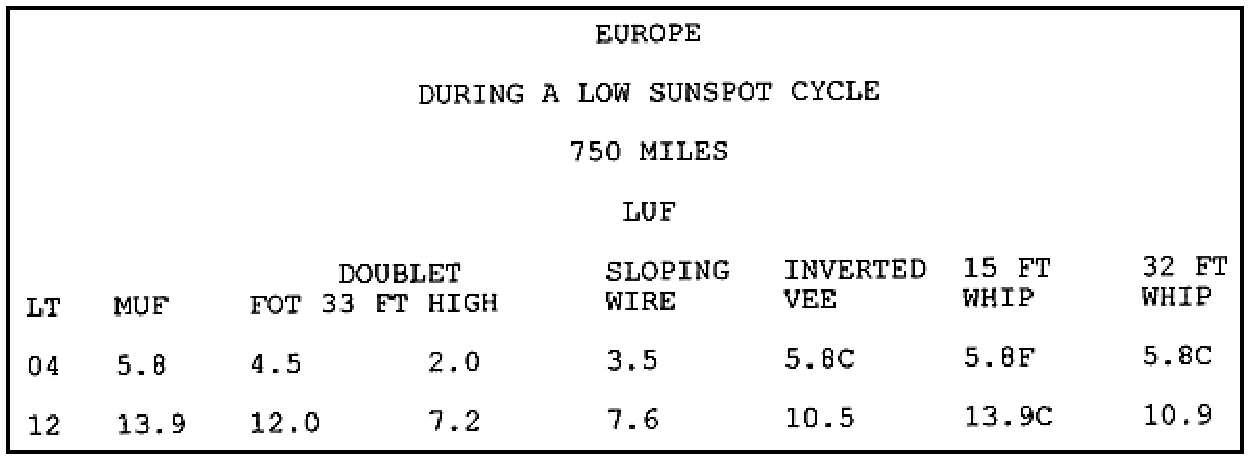 EUROPE
DURING A LOW SUNSPOT CYCLE
750 MILES
LUF
DOUBLET SLOPING INVERTED 15 FT 32 FT
LT MUF FOT 33 FT HIGH WIRE VEE WHIP WHIP
04 5.8 4.5 2.0 3.5 5.8C 5.8F 5.8C
12 13.9 12.0 7.2 7.6 10.5 13.9C 10.9